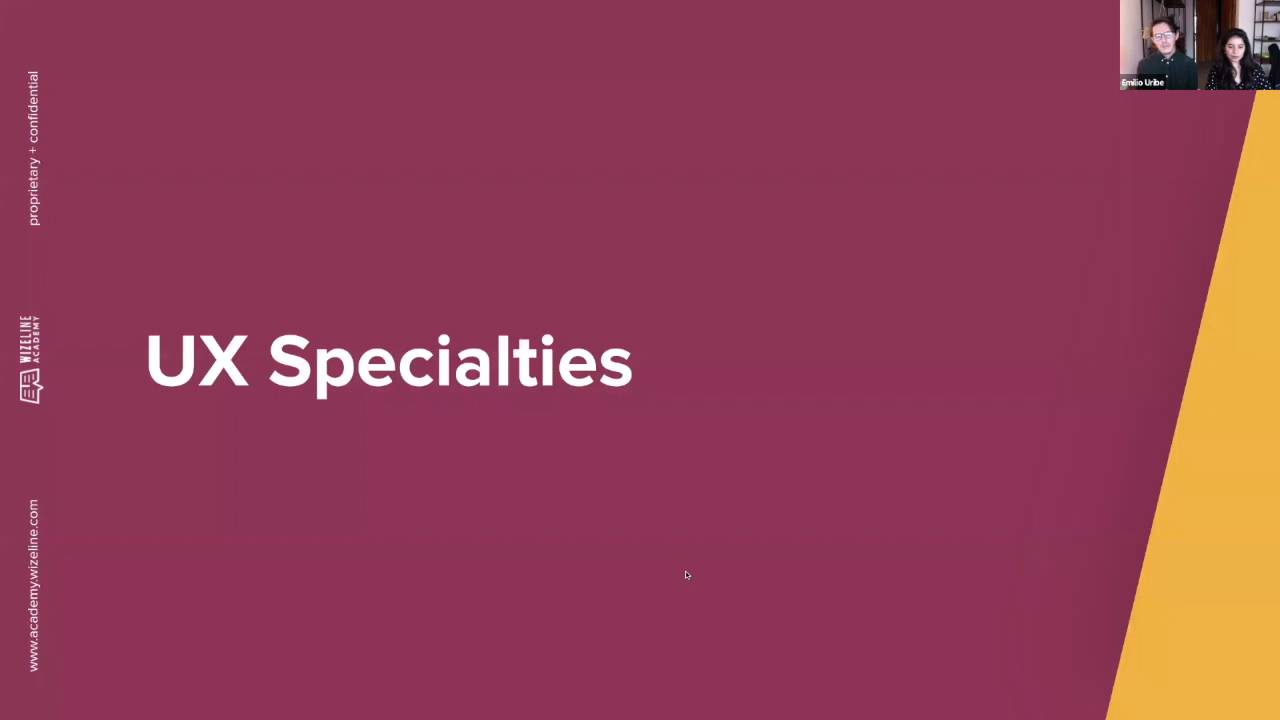 proprietary + confidential
WIZELINE
ACADEMY
www.academy.wizeline.com
UX Specialties
Emilio Uribe